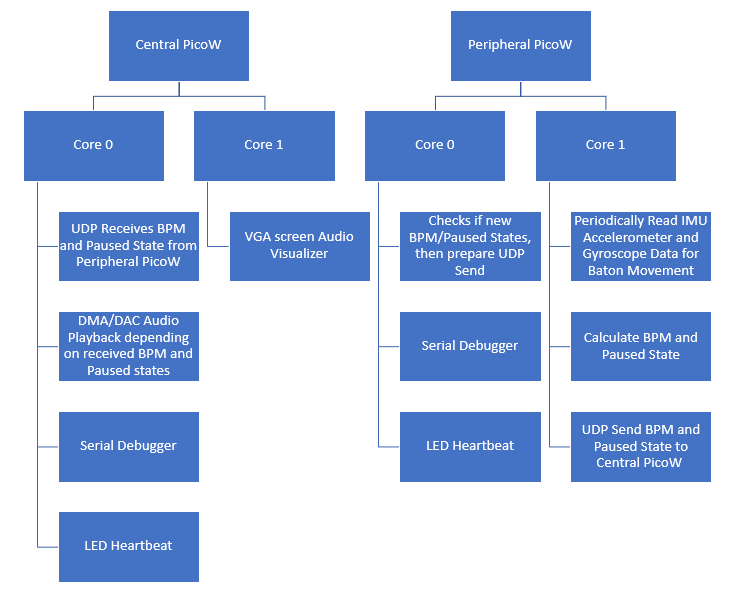 Central PicoW
Peripheral PicoW
Core 0
Core 1
Core 0
Core 1
UDP Receives BPM
and Paused State from
Peripheral PicoW
VGA screen Audio
Visualizer
Checks if new
BPM/Paused States,
then prepare UDP
Send
Periodically Read IMU
Accelerometer and
Gyroscope Data for
Baton Movement
DMA/DAC Audio
Playback depending
on received BPM and
Paused states
Serial Debugger
Calculate BPM and
Paused State
Serial Debugger
LED Heartbeat
UDP Send BPM and
Paused State to
Central PicoW
LED Heartbeat